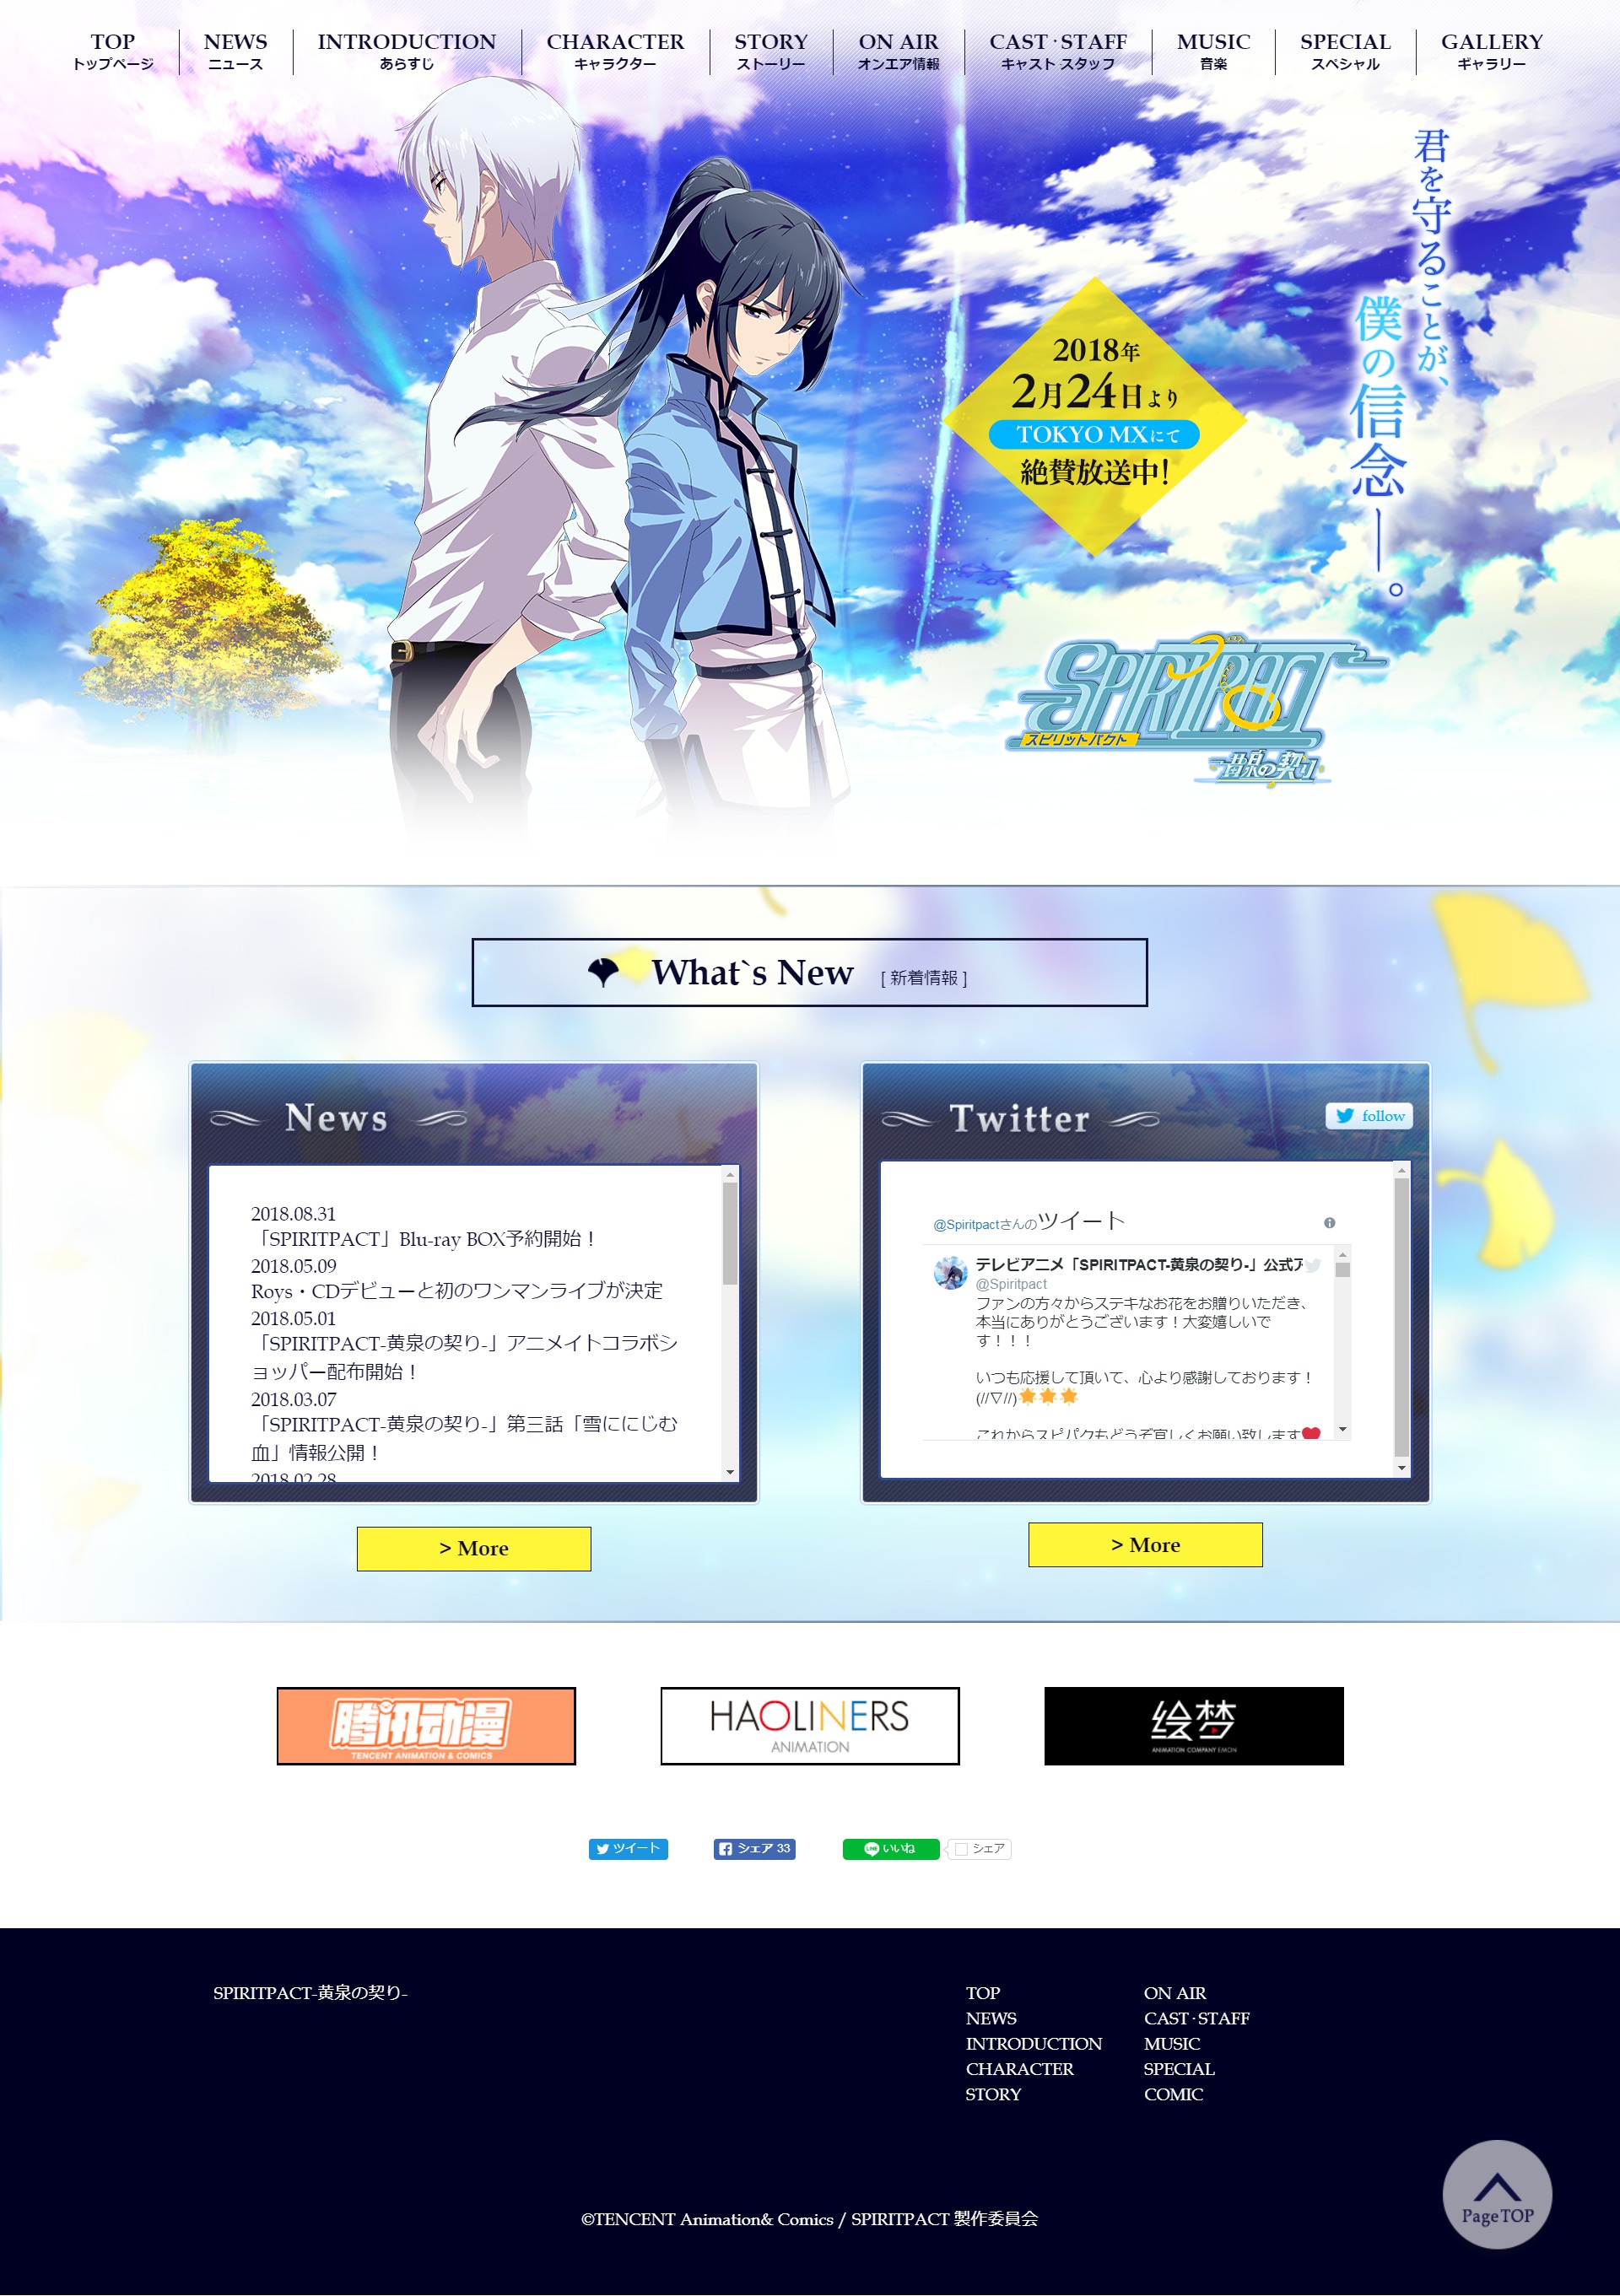 TOP
トップページ
NEWS
ニュース
INTRODUCTION
あらすじ
CHARACTER
キャラクター
STORY
ストーリー
ON AIR
オンエア情報
CAST・STAFF
キャスト スタッフ
MUSIC
音楽
SPECIAL
スペシャル
GALLERY
ギャラリー
君を守ることが、
僕の信念――。
2018年
2月24日より
TOKYO MXにて
絶賛放送中!
SPIRITPACT
スピリットパクト
黄泉の契り
What`s New [ 新着情報 ]
News
2018.08.31
「SPIRITPACT」Blu-ray BOX予約開始！
2018.05.09
Roys・CDデビューと初のワンマンライブが決定
2018.05.01
「SPIRITPACT-黄泉の契り-」アニメイトコラボシ
ョッパー配布開始！
2018.03.07
「SPIRITPACT-黄泉の契り-」第三話「雪ににじむ
血」情報公開！
2018.02.28
> More
Twitter
follow
@Spiritpactさんのツイート
テレビアニメ「SPIRITPACT-黄泉の契り-」公式ア
@Spiritpact
ファンの方々からステキなお花をお贈りいただき、
本当にありがとうございます！大変嬉しいで
す！！！
いつも応援して頂いて、心より感謝しております！
(//▽//)🌟🌟🌟
これからスピパクもどうぞ宜しくお願い致します❤
> More
腾讯动漫
TENCENT ANIMATION & COMICS
HAOLINERS
ANIMATION
绘梦
ANIMATION COMPANY EMON
ツイート
シェア 33
いいね
シェア
SPIRITPACT-黄泉の契り-
TOP
NEWS
INTRODUCTION
CHARACTER
STORY
ON AIR
CAST・STAFF
MUSIC
SPECIAL
COMIC
PageTOP
©TENCENT Animation& Comics / SPIRITPACT 製作委員会